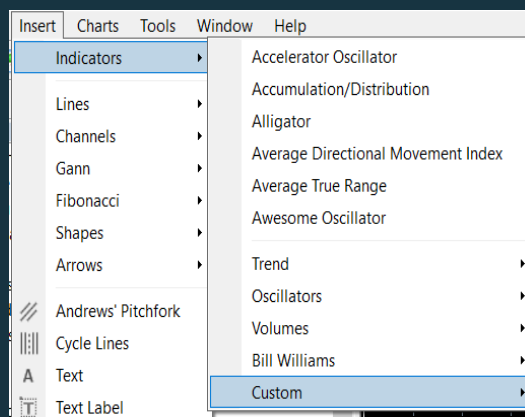 Insert Charts Tools Window Help
Indicators
Lines
Channels
Gann
Fibonacci
Shapes
Arrows
Andrews' Pitchfork
Cycle Lines
A Text
T Text Label
Accelerator Oscillator
Accumulation/Distribution
Alligator
Average Directional Movement Index
Average True Range
Awesome Oscillator
Trend
Oscillators
Volumes
Bill Williams
Custom